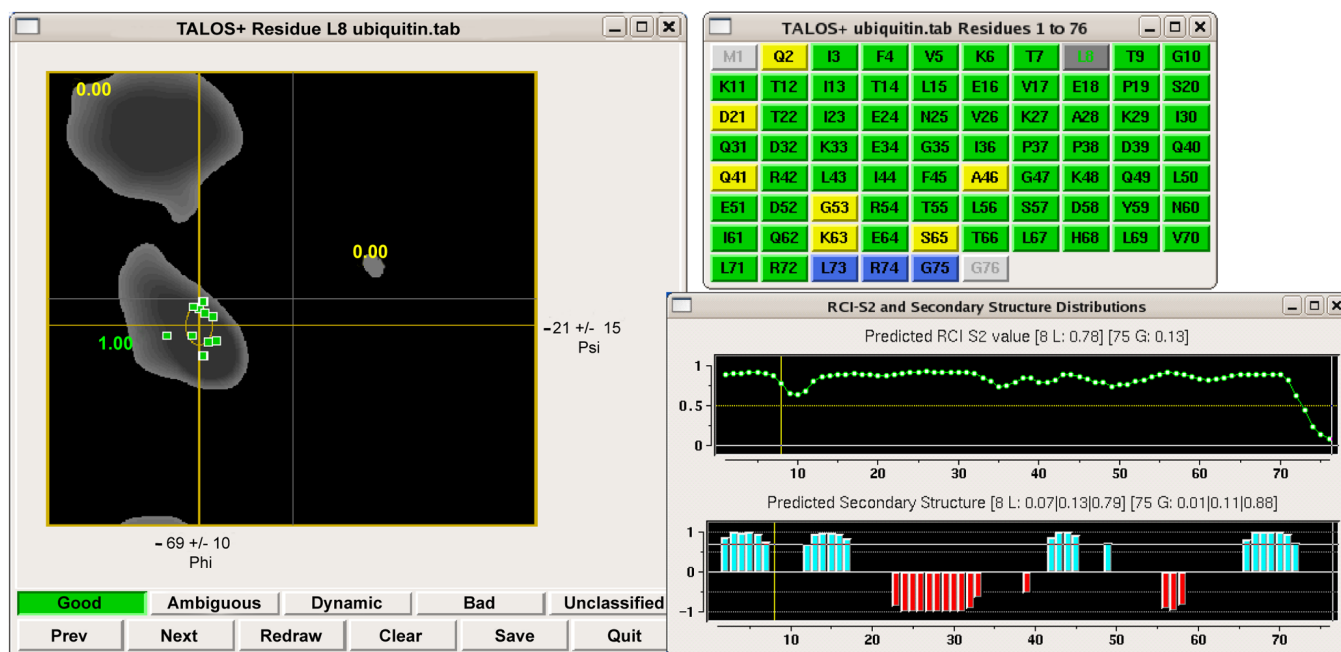 TALOS+ Residue L8 ubiquitin.tab
0.00
0.00
1.00
-21 +/- 15
Psi
-69 +/- 10
Phi
Good Ambiguous Dynamic Bad Unclassified
Prev Next Redraw Clear Save Quit
TALOS+ ubiquitin.tab Residues 1 to 76
M1 Q2 I3 F4 V5 K6 T7 L8 T9 G10
K11 T12 I13 T14 L15 E16 V17 E18 P19 S20
D21 T22 I23 E24 N25 V26 K27 A28 K29 I30
Q31 D32 K33 E34 G35 I36 P37 P38 D39 Q40
Q41 R42 L43 I44 F45 A46 G47 K48 Q49 L50
E51 D52 G53 R54 T55 L56 S57 D58 Y59 N60
I61 Q62 K63 E64 S65 T66 L67 H68 L69 V70
L71 R72 L73 R74 G75 G76
RCI-S2 and Secondary Structure Distributions
Predicted RCI S2 value [8 L: 0.78] [75 G: 0.13]
1
0.5
0
10 20 30 40 50 60 70
Predicted Secondary Structure [8 L: 0.07|0.13|0.79] [75 G: 0.01|0.11|0.88]
1
0
-1
10 20 30 40 50 60 70